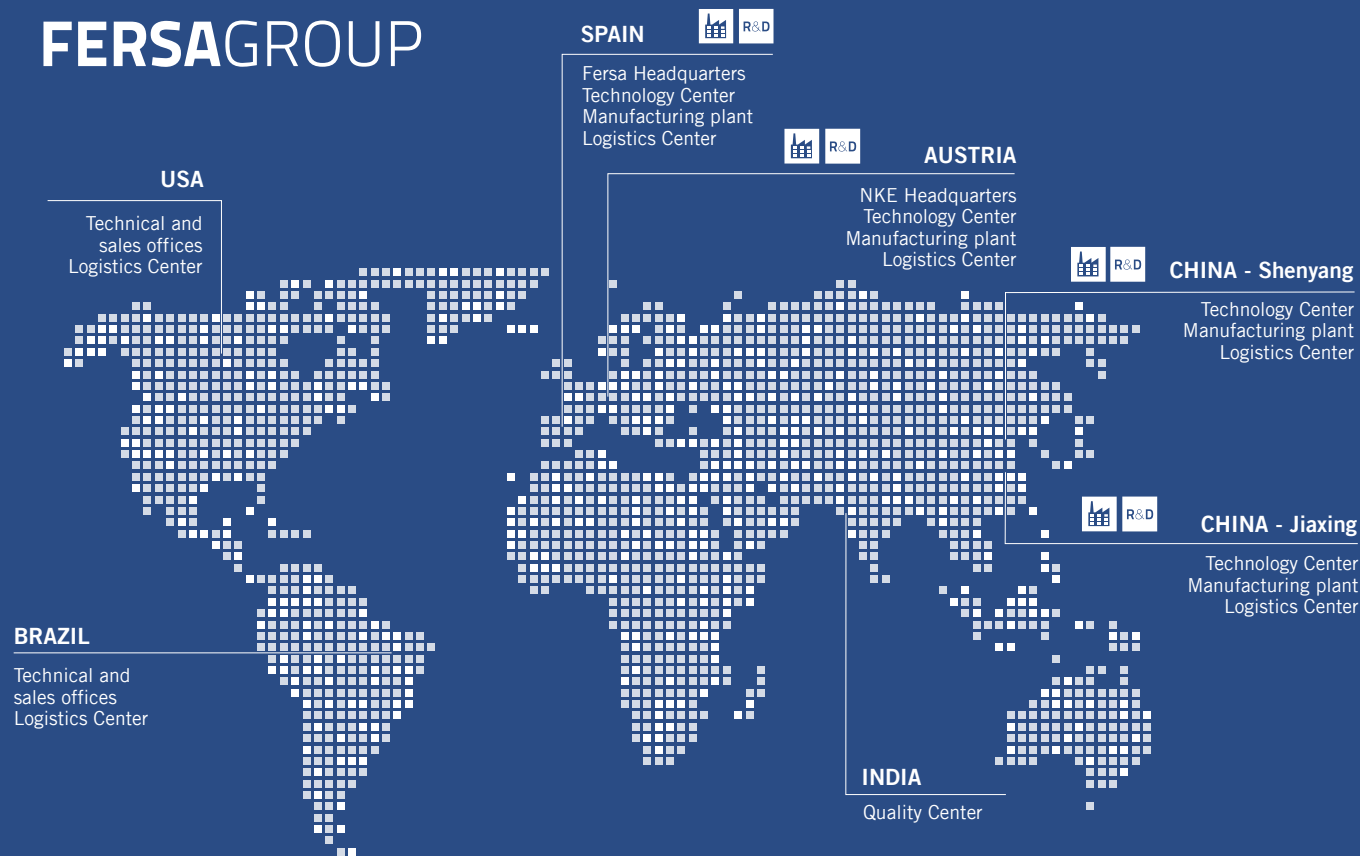 FERSAGROUP
SPAIN
R&D
Fersa Headquarters
Technology Center
Manufacturing plant
Logistics Center
R&D
AUSTRIA
NKE Headquarters
Technology Center
Manufacturing plant
Logistics Center
USA
Technical and
sales offices
Logistics Center
R&D
CHINA - Shenyang
Technology Center
Manufacturing plant
Logistics Center
R&D
CHINA - Jiaxing
Technology Center
Manufacturing plant
Logistics Center
BRAZIL
Technical and
sales offices
Logistics Center
INDIA
Quality Center